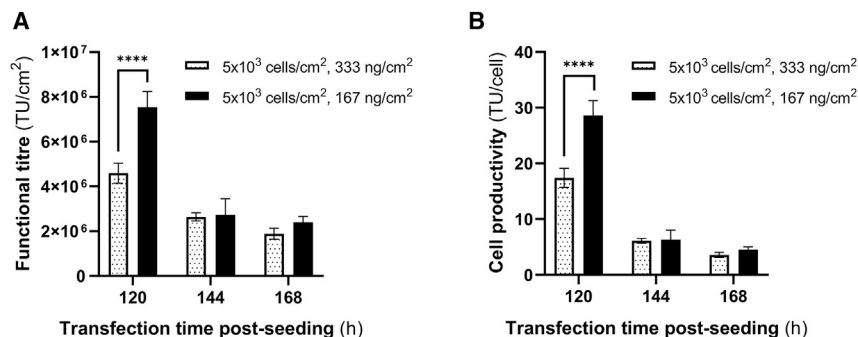 A
Functional titre (TU/cm²)
1×10⁷
8×10⁶
6×10⁶
4×10⁶
2×10⁶
0
****
5x10³ cells/cm², 333 ng/cm²
5x10³ cells/cm², 167 ng/cm²
120 144 168
Transfection time post-seeding (h)
B
Cell productivity (TU/cell)
40
30
20
10
0
****
5x10³ cells/cm², 333 ng/cm²
5x10³ cells/cm², 167 ng/cm²
120 144 168
Transfection time post-seeding (h)